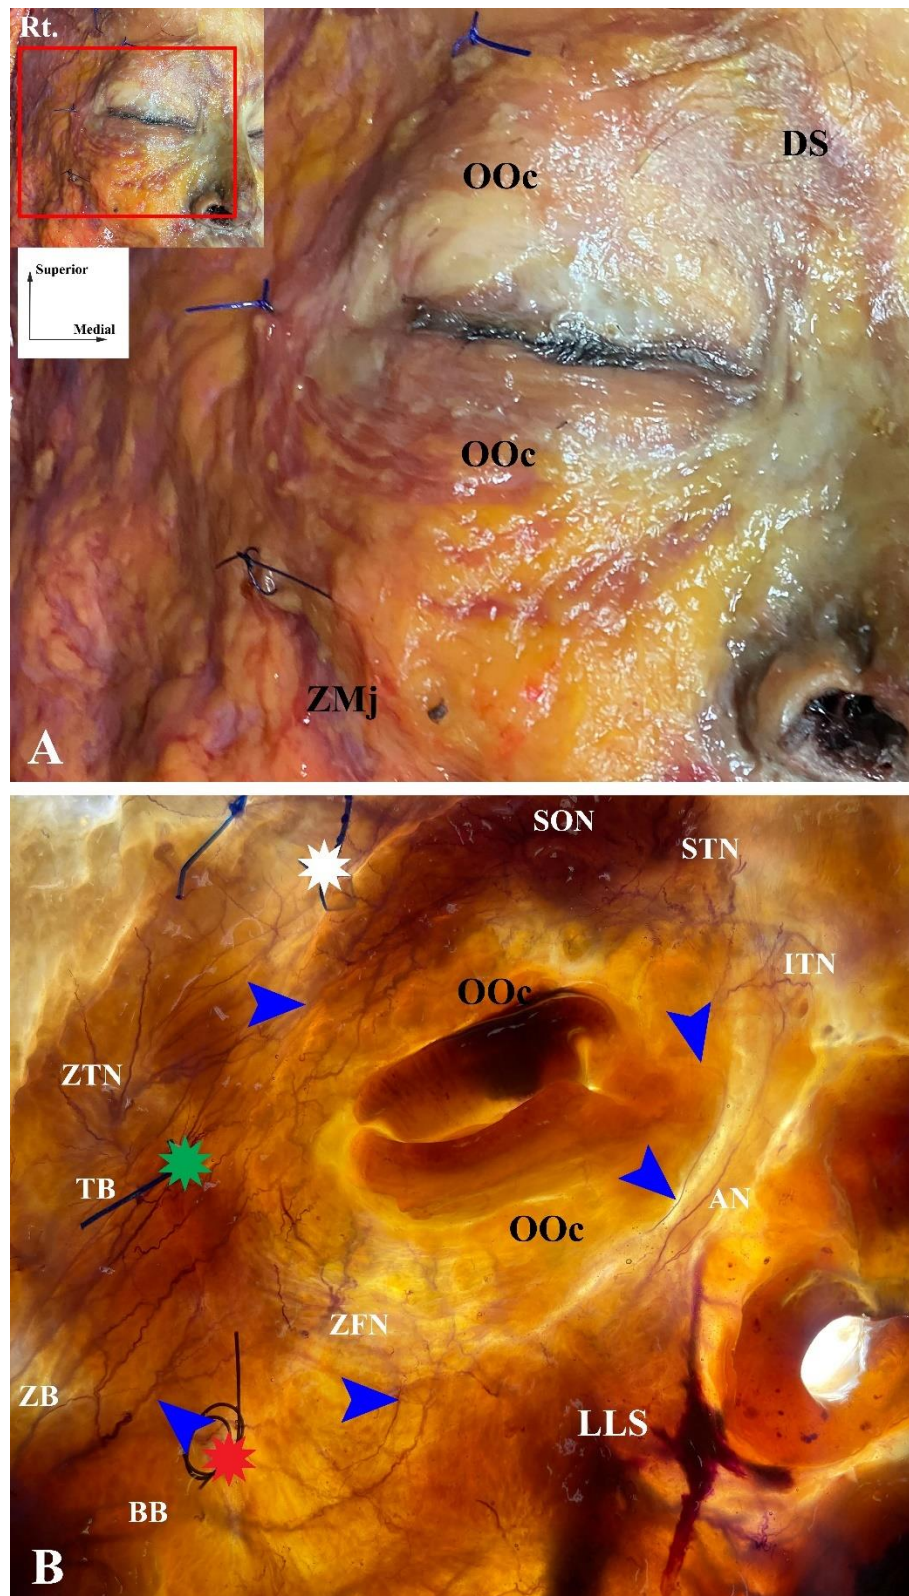 Rt.
Superior
Medial
OOc
DS
OOc
ZMj
A
SON
STN
ITN
OOc
ZTN
TB
AN
OOc
ZFN
ZB
LLS
BB
B